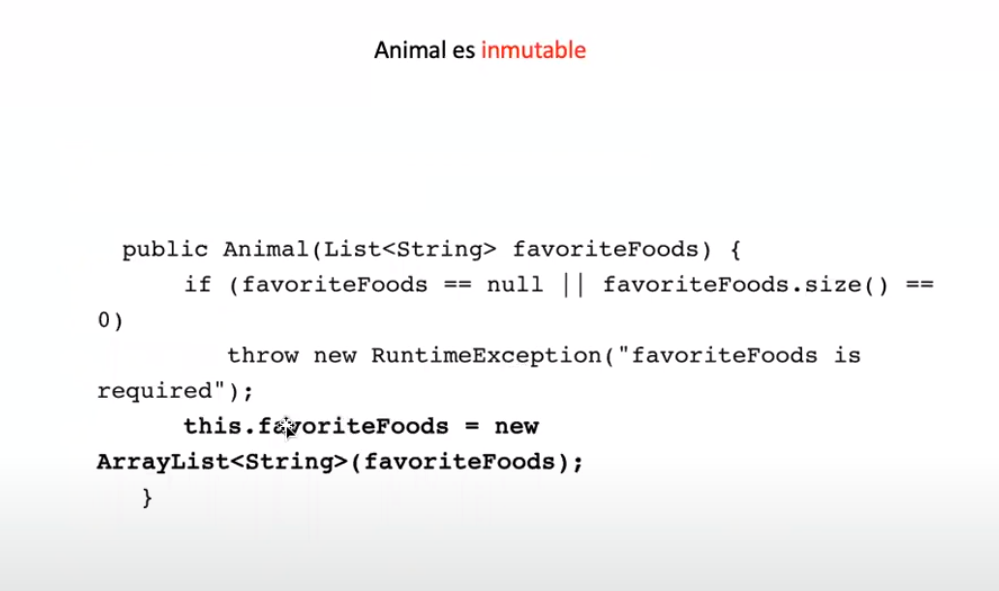 Animal es inmutable
public Animal(List<String> favoriteFoods) {
if (favoriteFoods == null || favoriteFoods.size() ==
0)
throw new RuntimeException("favoriteFoods is
required");
this.favoriteFoods = new
ArrayList<String>(favoriteFoods);
}